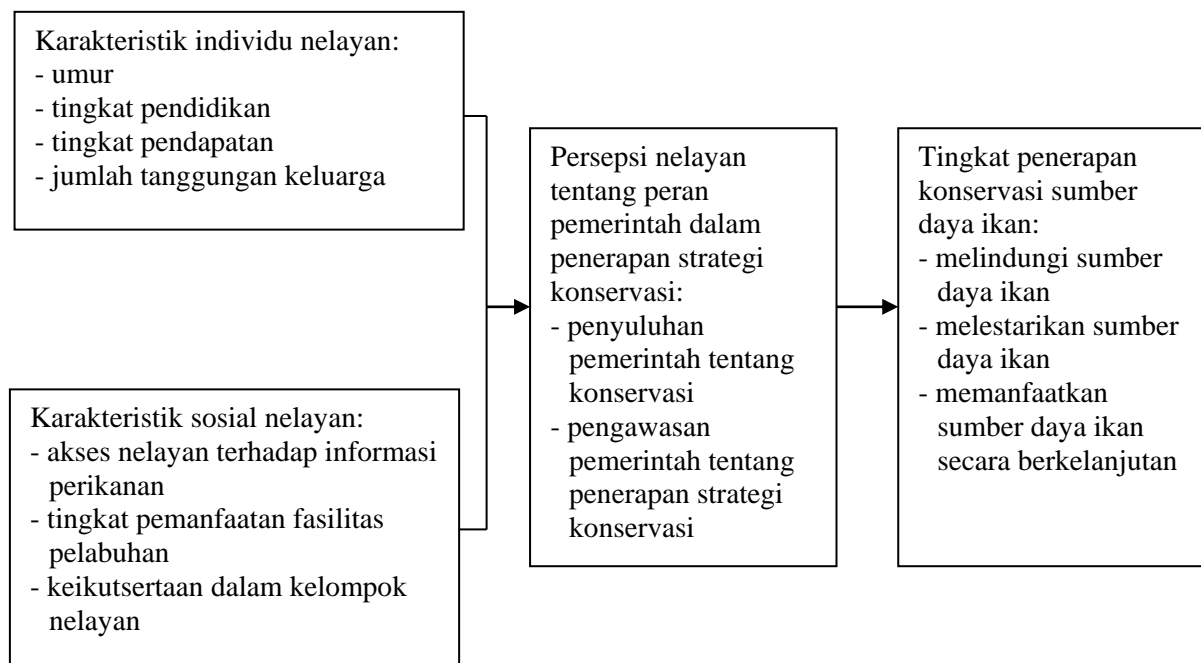 Karakteristik individu nelayan:
- umur
- tingkat pendidikan
- tingkat pendapatan
- jumlah tanggungan keluarga
Karakteristik sosial nelayan:
- akses nelayan terhadap informasi
perikanan
- tingkat pemanfaatan fasilitas
pelabuhan
- keikutsertaan dalam kelompok
nelayan
Persepsi nelayan
tentang peran
pemerintah dalam
penerapan strategi
konservasi:
- penyuluhan
pemerintah tentang
konservasi
- pengawasan
pemerintah tentang
penerapan strategi
konservasi
Tingkat penerapan
konservasi sumber
daya ikan:
- melindungi sumber
daya ikan
- melestarikan sumber
daya ikan
- memanfaatkan
sumber daya ikan
secara berkelanjutan